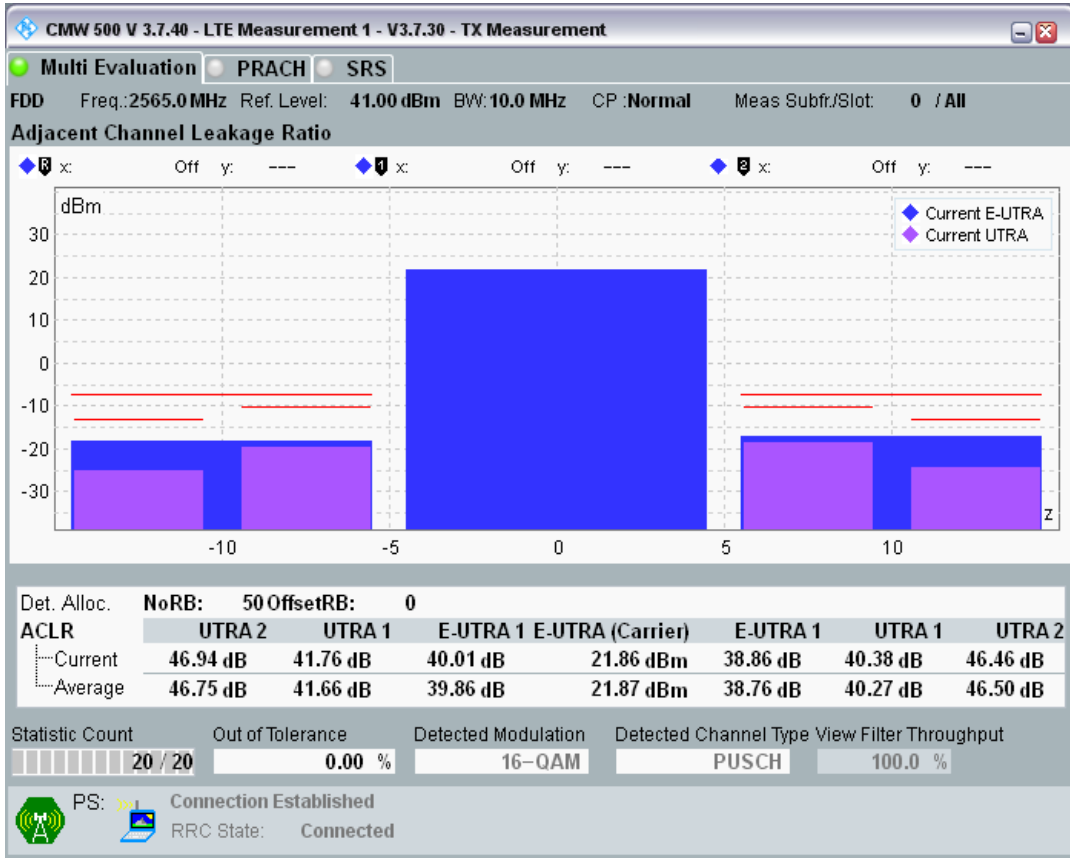 CMW 500 V 3.7.40 - LTE Measurement 1 - V3.7.30 - TX Measurement
Multi Evaluation PRACH SRS
FDD Freq.:2565.0 MHz Ref. Level: 41.00 dBm BW: 10.0 MHz CP :Normal Meas Subfr./Slot: 0 / All
Adjacent Channel Leakage Ratio
R x: Off y: --- 1 x: Off y: --- 2 x: Off y: ---
dBm
Current E-UTRA
Current UTRA
30
20
10
0
-10
-20
-30
z
-10 -5 0 5 10
Det. Alloc. NoRB: 50 OffsetRB: 0
ACLR UTRA 2 UTRA 1 E-UTRA 1 E-UTRA (Carrier) E-UTRA 1 UTRA 1 UTRA 2
Current 46.94 dB 41.76 dB 40.01 dB 21.86 dBm 38.86 dB 40.38 dB 46.46 dB
Average 46.75 dB 41.66 dB 39.86 dB 21.87 dBm 38.76 dB 40.27 dB 46.50 dB
Statistic Count Out of Tolerance Detected Modulation Detected Channel Type View Filter Throughput
20 / 20 0.00 % 16-QAM PUSCH 100.0 %
PS: Connection Established
RRC State: Connected